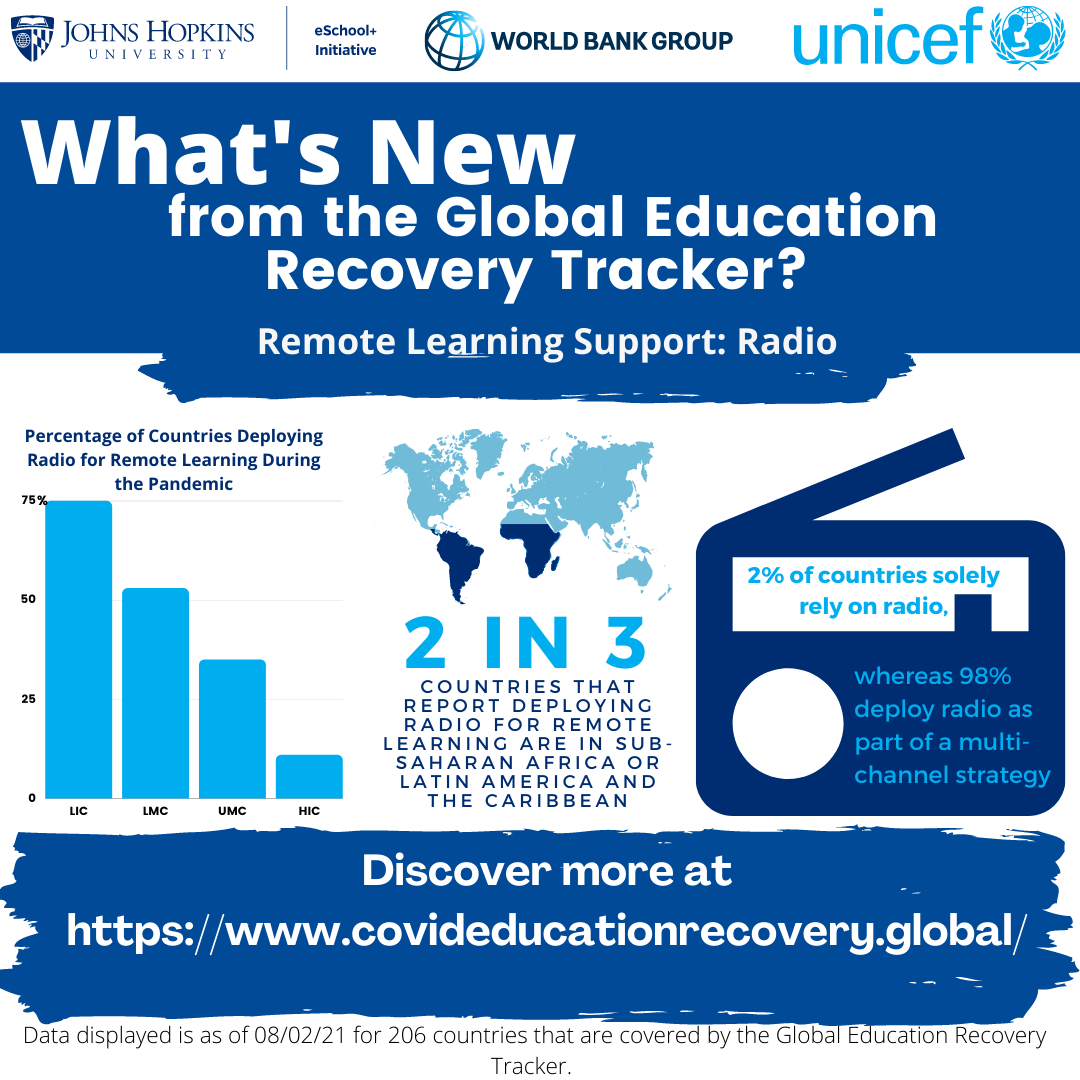 JOHNS HOPKINS
UNIVERSITY
eSchool+
Initiative
WORLD BANK GROUP
unicef
What's New
from the Global Education
Recovery Tracker?
Remote Learning Support: Radio
Percentage of Countries Deploying
Radio for Remote Learning During
the Pandemic
75%
50
25
0
LIC
LMC
UMC
HIC
2 IN 3
COUNTRIES THAT
REPORT DEPLOYING
RADIO FOR REMOTE
LEARNING ARE IN SUB-
SAHARAN AFRICA OR
LATIN AMERICA AND
THE CARIBBEAN
2% of countries solely
rely on radio,
whereas 98%
deploy radio as
part of a multi-
channel strategy
Discover more at
https://www.covideducationrecovery.global/
Data displayed is as of 08/02/21 for 206 countries that are covered by the Global Education Recovery
Tracker.